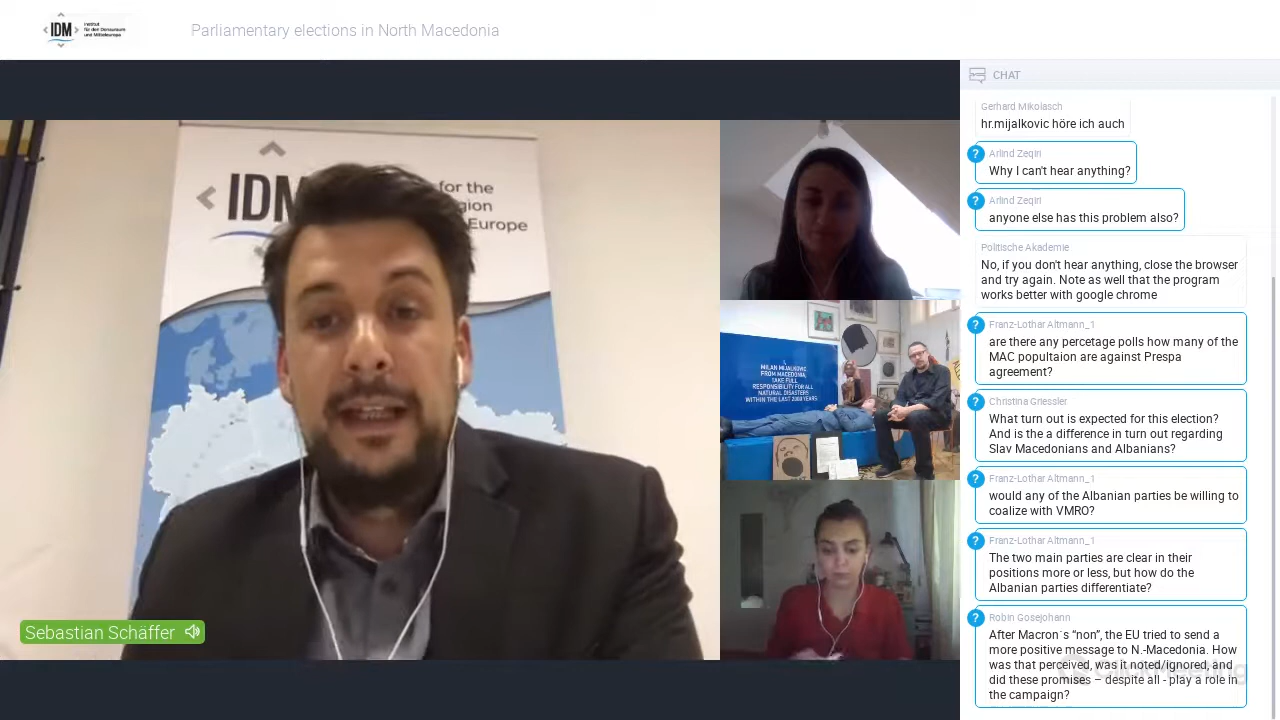 IDM
Institut
für den Donauraum
und Mitteleuropa
Parliamentary elections in North Macedonia
IDM
for the
gion
Europe
Sebastian Schäffer
MILAN MIJALKOVIC
FROM MACEDONIA,
TAKE FULL
RESPONSIBILITY FOR ALL
NATURAL DISASTERS
WITHIN THE LAST 2000 YEARS
CHAT
Gerhard Mikolasch
hr.mijalkovic höre ich auch
? Arlind Zeqiri
Why I can't hear anything?
? Arlind Zeqiri
anyone else has this problem also?
Politische Akademie
No, if you don't hear anything, close the browser
and try again. Note as well that the program
works better with google chrome
? Franz-Lothar Altmann_1
are there any percetage polls how many of the
MAC popultaion are against Prespa
agreement?
? Christina Griessler
What turn out is expected for this election?
And is the a difference in turn out regarding
Slav Macedonians and Albanians?
? Franz-Lothar Altmann_1
would any of the Albanian parties be willing to
coalize with VMRO?
? Franz-Lothar Altmann_1
The two main parties are clear in their
positions more or less, but how do the
Albanian parties differentiate?
? Robin Gosejohann
After Macron´s “non”, the EU tried to send a
more positive message to N.-Macedonia. How
was that perceived, was it noted/ignored, and
did these promises – despite all - play a role in
the campaign?